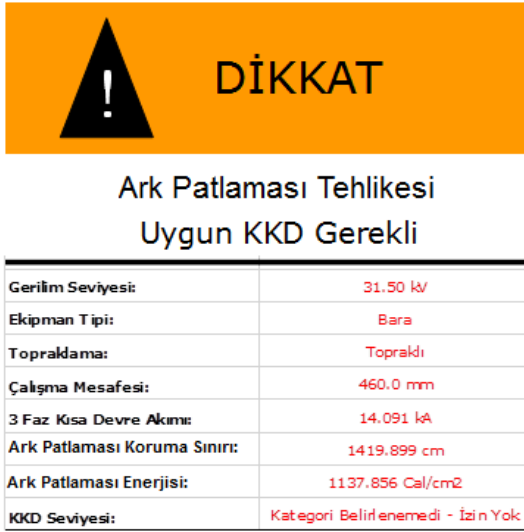 !
DİKKAT
Ark Patlaması Tehlikesi
Uygun KKD Gerekli
Gerilim Seviyesi: 31.50 kV
Ekipman Tipi: Bara
Topraklama: Topraklı
Çalışma Mesafesi: 460.0 mm
3 Faz Kısa Devre Akımı: 14.091 kA
Ark Patlaması Koruma Sınırı: 1419.899 cm
Ark Patlaması Enerjisi: 1137.856 Cal/cm2
KKD Seviyesi: Kategori Belirlenemedi - İzin Yok